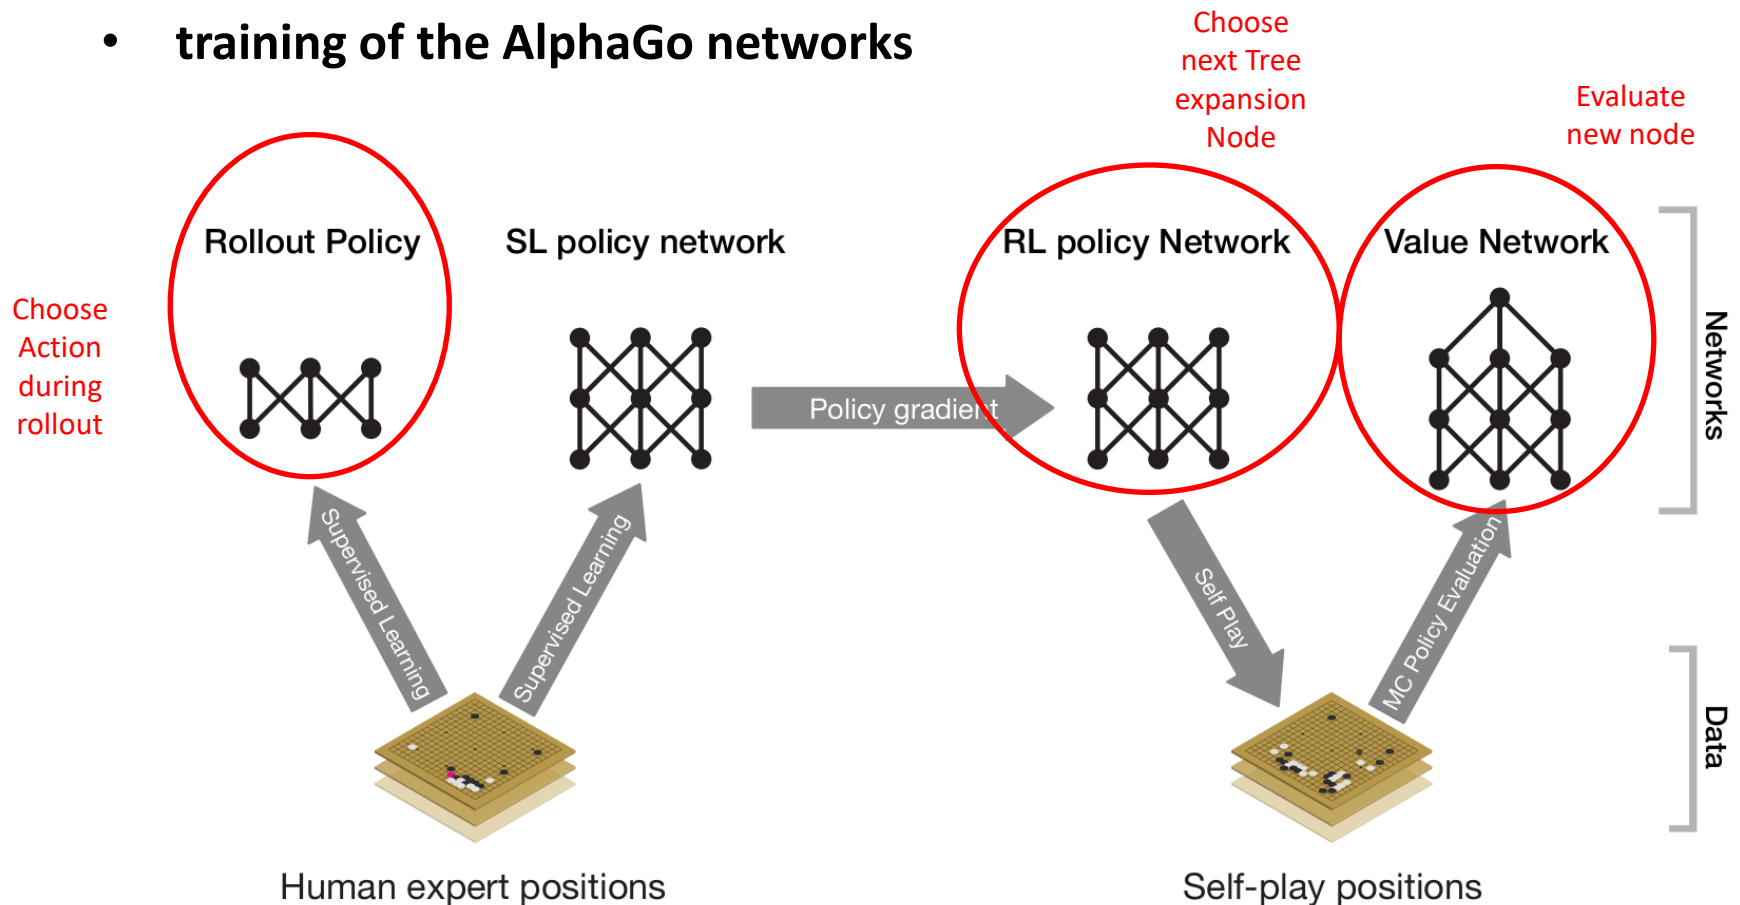 • training of the AlphaGo networks
Choose
next Tree
expansion
Node
Evaluate
new node
Rollout Policy
SL policy network
RL policy Network
Value Network
Choose
Action
during
rollout
Policy gradient
Networks
Supervised Learning
Supervised Learning
Self Play
MC Policy Evaluation
Data
Human expert positions
Self-play positions